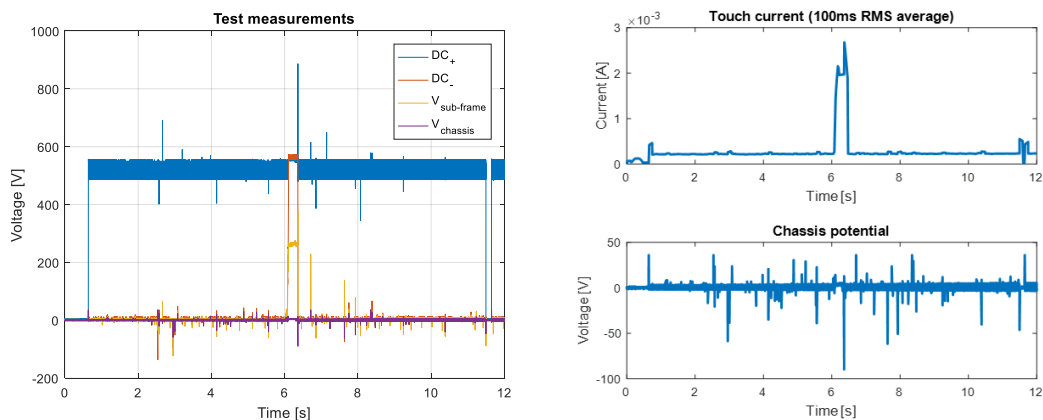 Test measurements
1000
800
600
400
200
0
-200
Voltage [V]
0 2 4 6 8 10 12
Time [s]
DC+
DC-
Vsub-frame
Vchassis
Touch current (100ms RMS average)
×10-3
3
2
1
0
Current [A]
0 2 4 6 8 10 12
Time [s]
Chassis potential
50
0
-50
-100
Voltage [V]
0 2 4 6 8 10 12
Time [s]